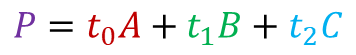 P = t₀A + t₁B + t₂C